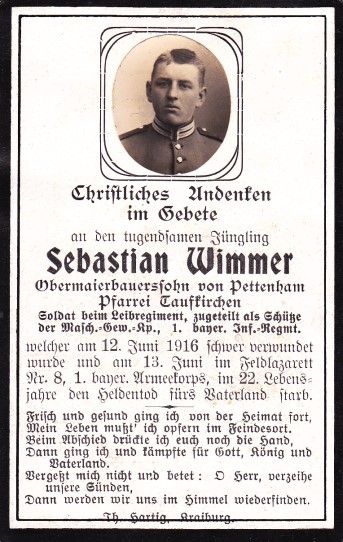 Christliches Andenken
im Gebete
an den tugendsamen Jüngling
Sebastian Wimmer
Obermaierbauerssohn von Pettenham
Pfarrei Taufkirchen
Soldat beim Leibregiment, zugeteilt als Schütze
der Masch.-Gew.-Kp., 1. bayer. Inf.-Regmt.
welcher am 12. Juni 1916 schwer verwundet
wurde und am 13. Juni im Feldlazarett
Nr. 8, 1. bayer. Armeekorps, im 22. Lebens-
jahre den Heldentod fürs Vaterland starb.
Frisch und gesund ging ich von der Heimat fort,
Mein Leben mußt' ich opfern im Feindesort.
Beim Abschied drückte ich euch noch die Hand,
Dann ging ich und kämpfte für Gott, König und
Vaterland.
Vergeßt mich nicht und betet: O Herr, verzeihe
unsere Sünden,
Dann werden wir uns im Himmel wiederfinden.
Th. Hartig, Kraiburg.